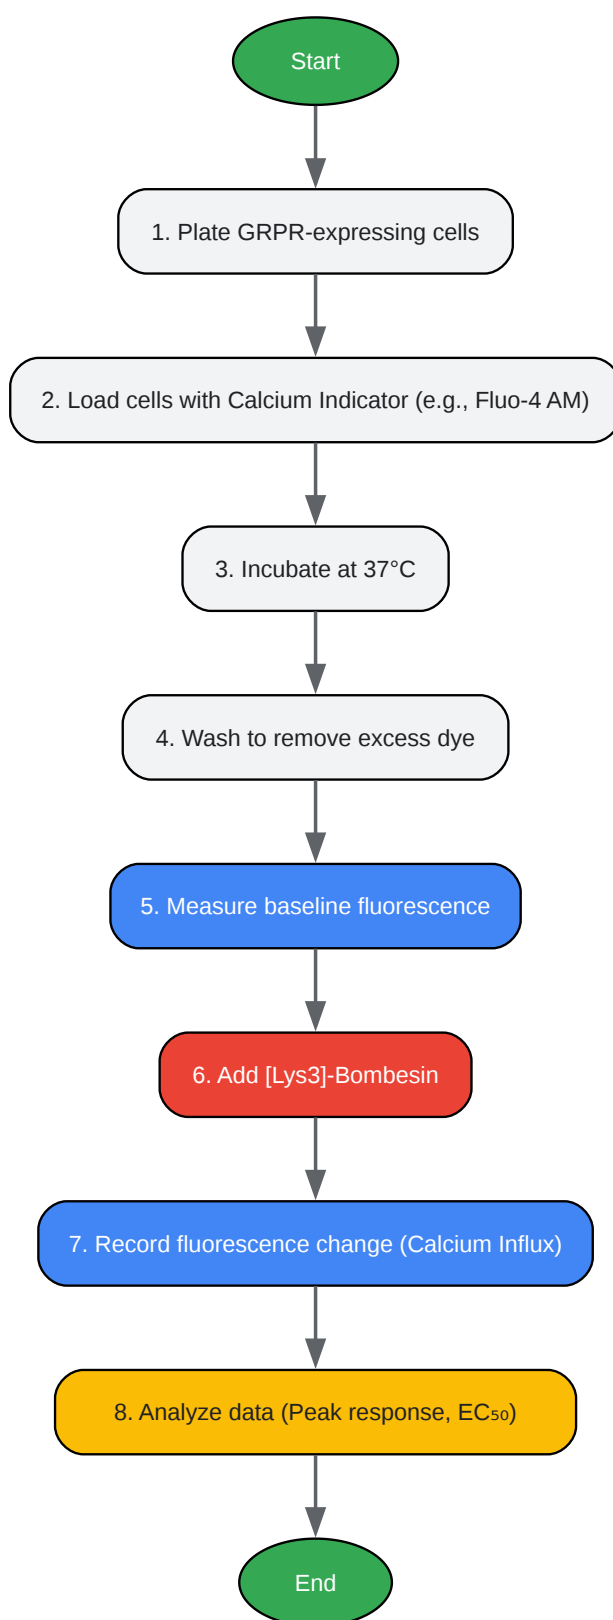 Start
1. Plate GRPR-expressing cells
2. Load cells with Calcium Indicator (e.g., Fluo-4 AM)
3. Incubate at 37°C
4. Wash to remove excess dye
5. Measure baseline fluorescence
6. Add [Lys3]-Bombesin
7. Record fluorescence change (Calcium Influx)
8. Analyze data (Peak response, EC₅₀)
End